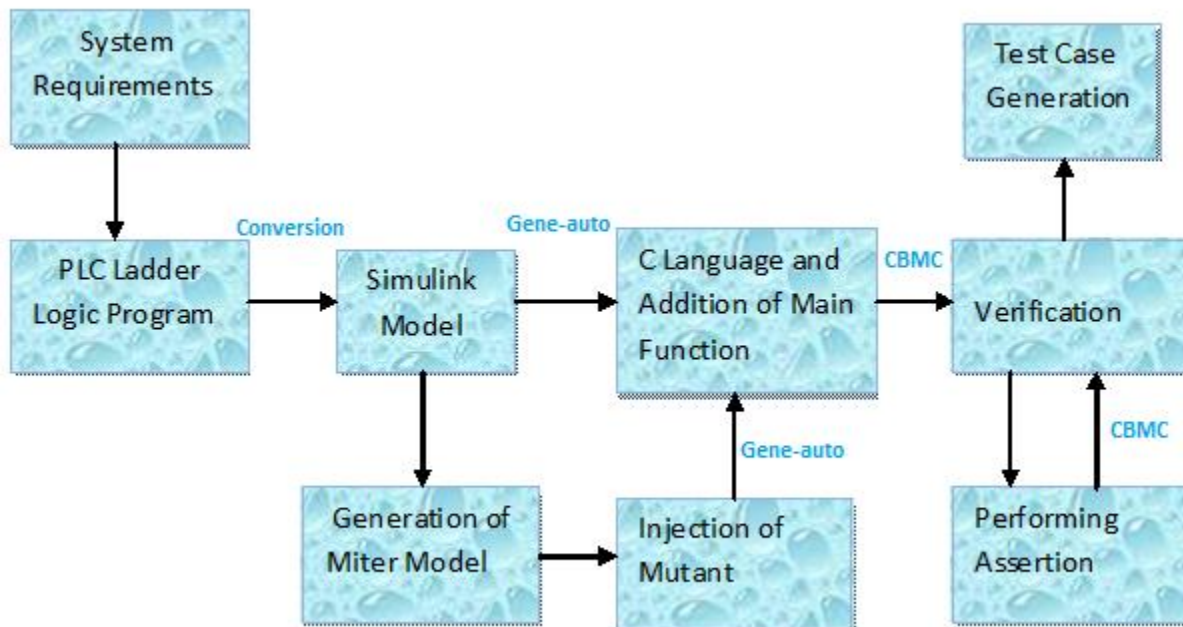 System
Requirements
Test Case
Generation
Conversion
Gene-auto
PLC Ladder
Logic Program
Simulink
Model
C Language and
Addition of Main
Function
CBMC
Verification
Gene-auto
CBMC
Generation of
Miter Model
Injection of
Mutant
Performing
Assertion